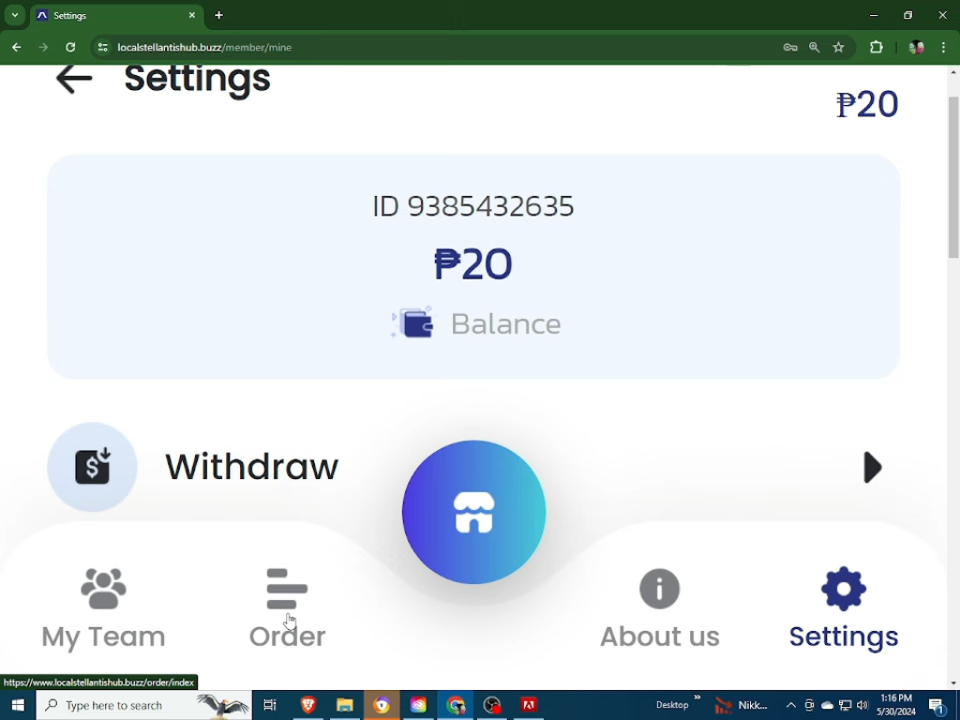 Settings
localstellantishub.buzz/member/mine
Settings
₱20
ID 9385432635
₱20
Balance
Withdraw
My Team
Order
About us
Settings
https://www.localstellantishub.buzz/order/index
Type here to search
Desktop
Nikk...
1:16 PM
5/30/2024